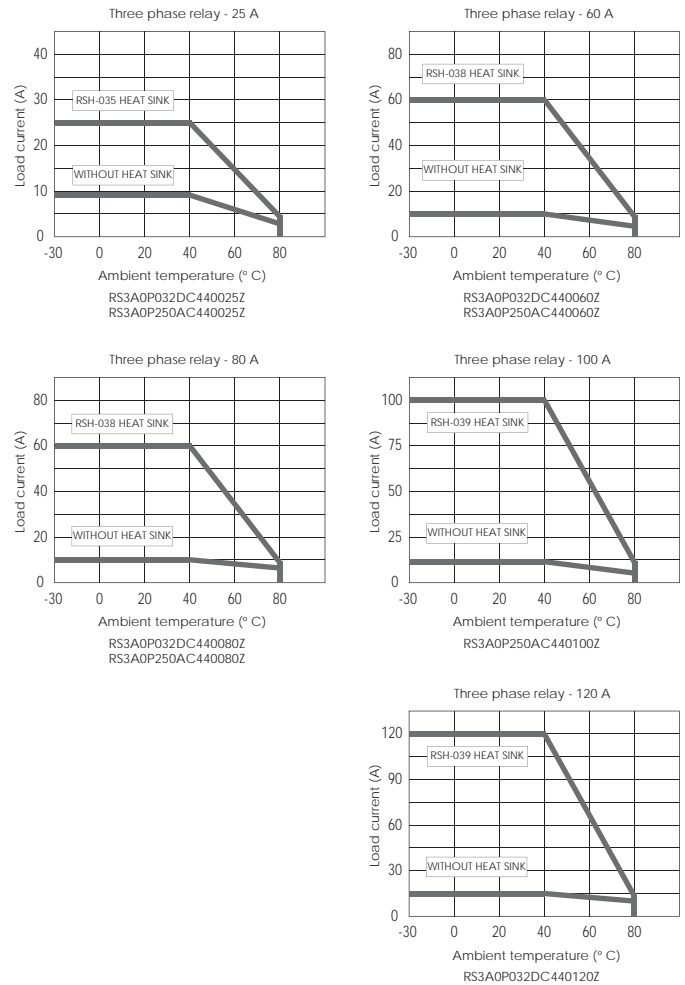 Three phase relay - 25 A
40
30
20
10
0
Load current (A)
RSH-035 HEAT SINK
WITHOUT HEAT SINK
-30 0 20 40 60 80
Ambient temperature (° C)
RS3A0P032DC440025Z
RS3A0P250AC440025Z
Three phase relay - 60 A
80
60
40
20
0
Load current (A)
RSH-038 HEAT SINK
WITHOUT HEAT SINK
-30 0 20 40 60 80
Ambient temperature (° C)
RS3A0P032DC440060Z
RS3A0P250AC440060Z
Three phase relay - 80 A
80
60
40
20
0
Load current (A)
RSH-038 HEAT SINK
WITHOUT HEAT SINK
-30 0 20 40 60 80
Ambient temperature (° C)
RS3A0P032DC440080Z
RS3A0P250AC440080Z
Three phase relay - 100 A
100
75
50
25
0
Load current (A)
RSH-039 HEAT SINK
WITHOUT HEAT SINK
-30 0 20 40 60 80
Ambient temperature (° C)
RS3A0P250AC440100Z
Three phase relay - 120 A
120
90
60
30
0
Load current (A)
RSH-039 HEAT SINK
WITHOUT HEAT SINK
-30 0 20 40 60 80
Ambient temperature (° C)
RS3A0P032DC440120Z